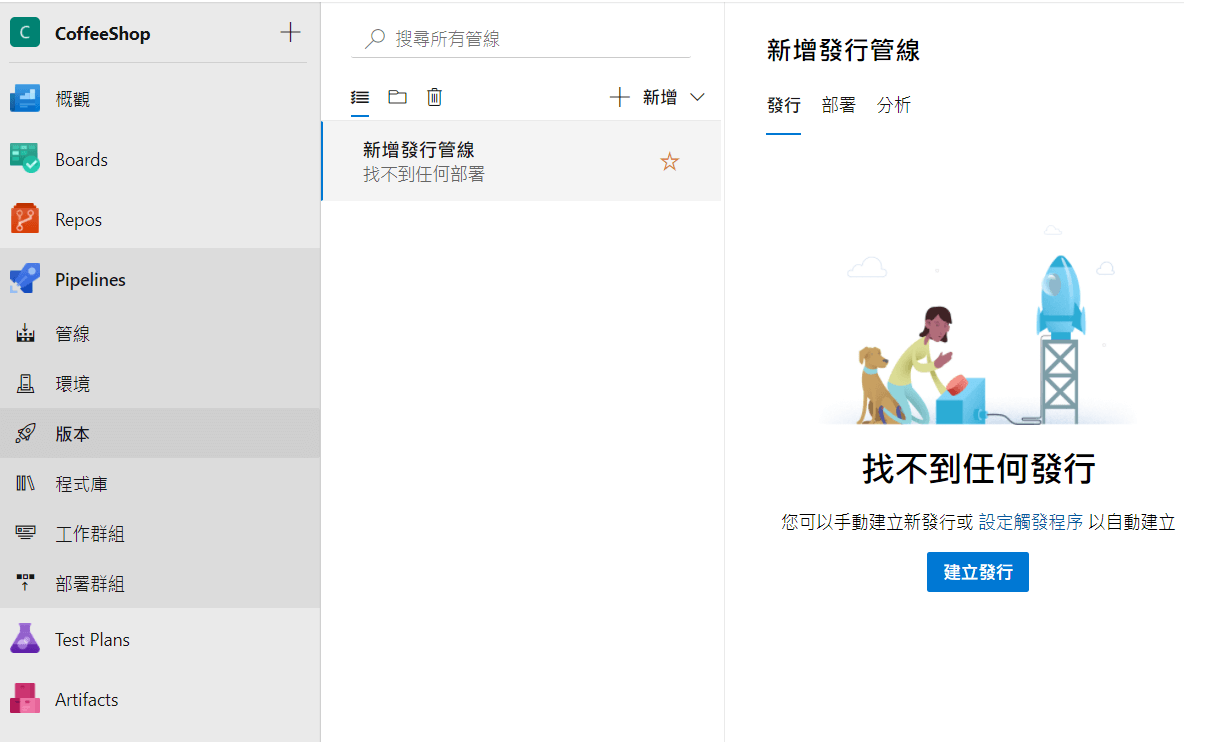 C CoffeeShop
概觀
Boards
Repos
Pipelines
管線
環境
版本
程式庫
工作群組
部署群組
Test Plans
Artifacts
搜尋所有管線
新增
新增發行管線
找不到任何部署
新增發行管線
發行 部署 分析
找不到任何發行
您可以手動建立新發行或 設定觸發程序 以自動建立
建立發行